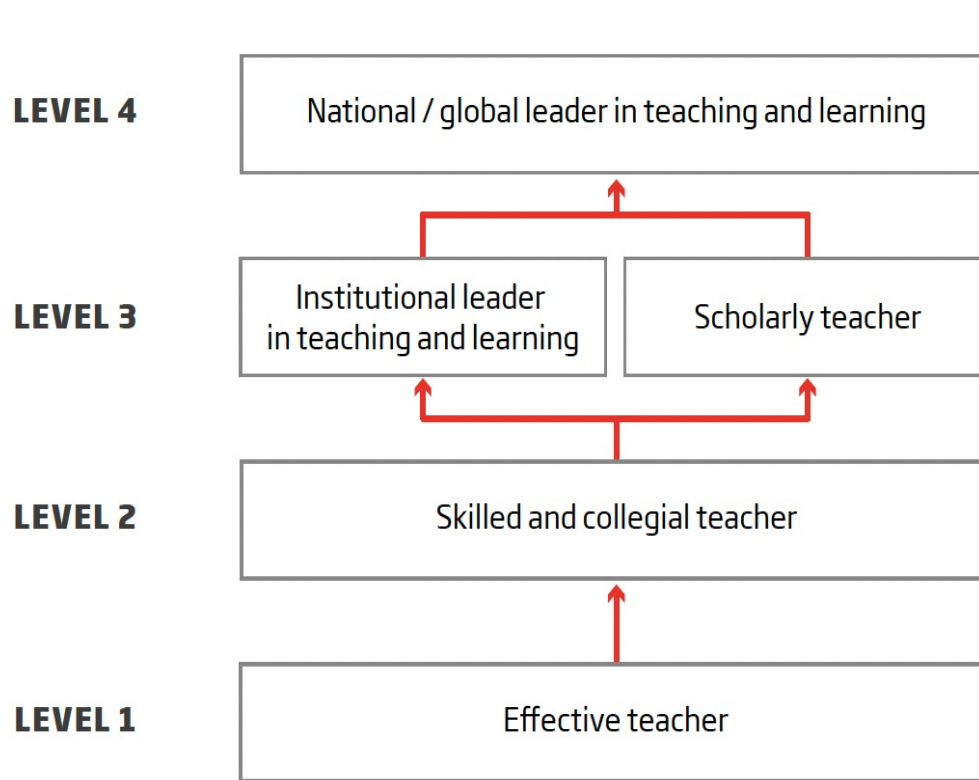 LEVEL 4
National / global leader in teaching and learning
LEVEL 3
Institutional leader
in teaching and learning
Scholarly teacher
LEVEL 2
Skilled and collegial teacher
LEVEL 1
Effective teacher